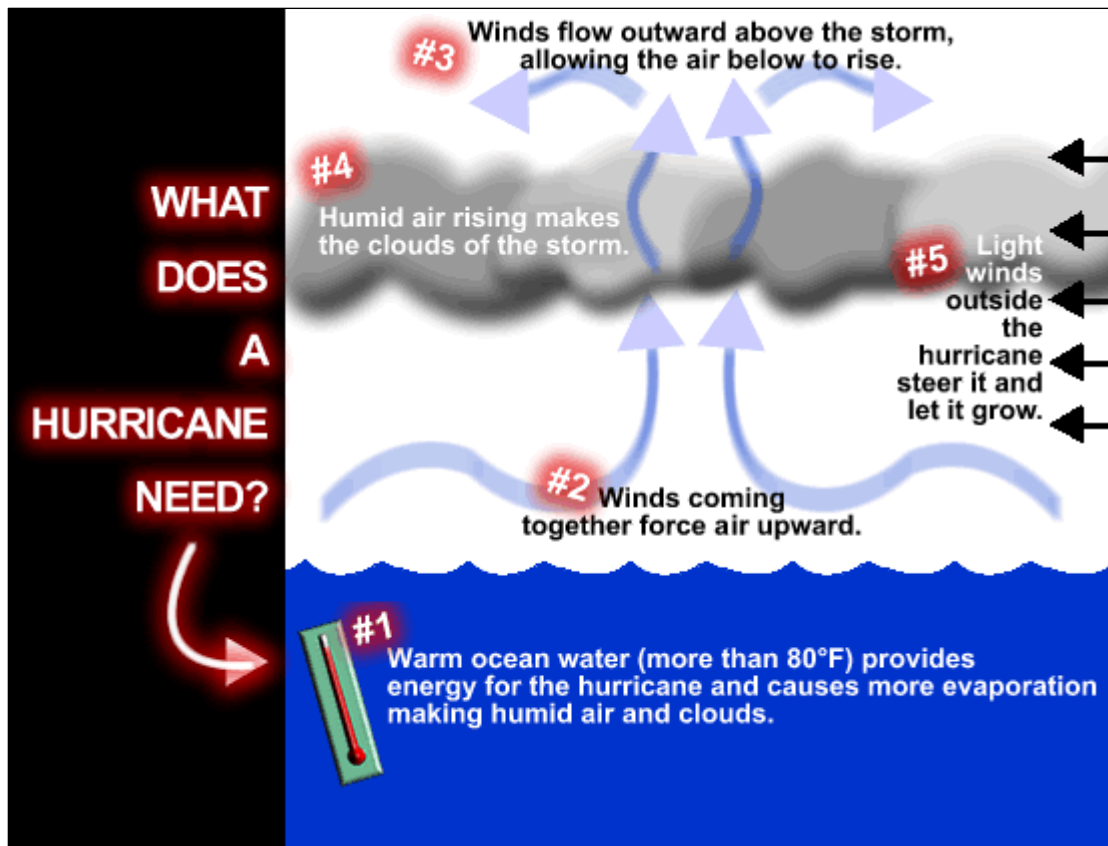 WHAT
DOES
A
HURRICANE
NEED?
#1
Warm ocean water (more than 80°F) provides
energy for the hurricane and causes more evaporation
making humid air and clouds.
#2
Winds coming
together force air upward.
#3
Winds flow outward above the storm,
allowing the air below to rise.
#4
Humid air rising makes
the clouds of the storm.
#5
Light
winds
outside
the
hurricane
steer it and
let it grow.